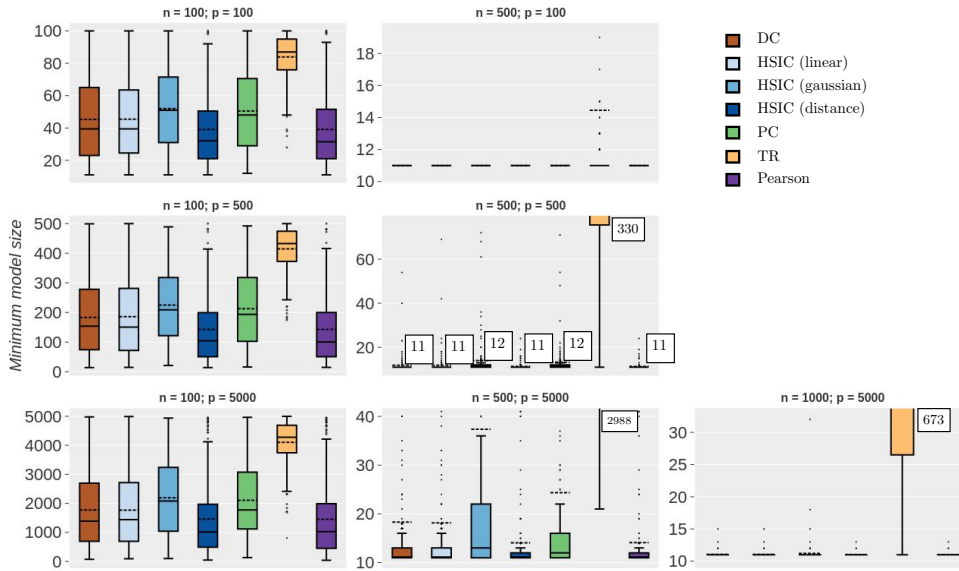 n = 100; p = 100
100
80
60
40
20
n = 500; p = 100
18
16
14
12
10
DC
HSIC (linear)
HSIC (gaussian)
HSIC (distance)
PC
TR
Pearson
Minimum model size
n = 100; p = 500
500
400
300
200
100
0
n = 500; p = 500
60
40
20
11
11
12
11
12
330
11
n = 100; p = 5000
5000
4000
3000
2000
1000
0
n = 500; p = 5000
40
30
20
10
2988
n = 1000; p = 5000
30
25
20
15
10
673